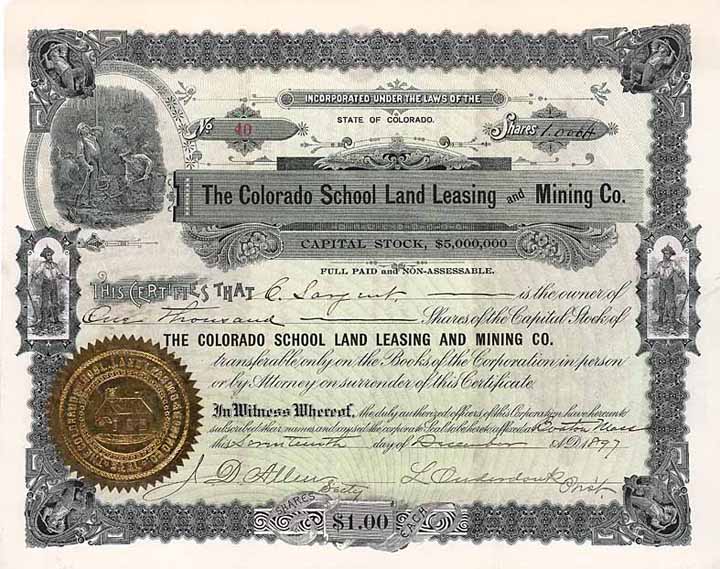 INCORPORATED UNDER THE LAWS OF THE
STATE OF COLORADO.
No 40
Shares 1,000
The Colorado School Land Leasing and Mining Co.
CAPITAL STOCK, $5,000,000
FULL PAID and NON-ASSESSABLE.
THIS CERTIFIES THAT C. Sargent. is the owner of
One Thousand Shares of the Capital Stock of
THE COLORADO SCHOOL LAND LEASING AND MINING CO.
transferable only on the Books of the Corporation in person
or by Attorney on surrender of this Certificate.
In Witness Whereof, the duly authorized officers of this Corporation have hereunto
subscribed their names and caused the corporate Seal to be hereto affixed at Boston Mass
this Seventeenth day of December A.D. 1897
J. D. Allen Secty
L. Onderdonk Prest
SHARES $1.00 EACH